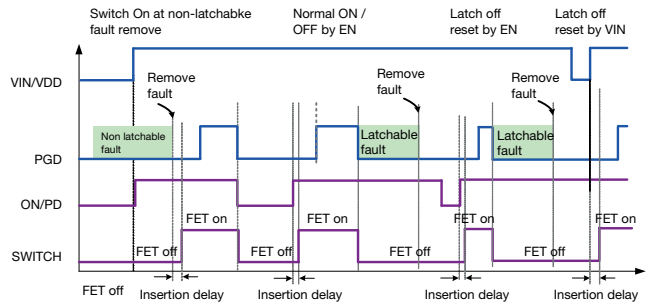 Switch On at non-latchabke
fault remove
Normal ON /
OFF by EN
Latch off
reset by EN
Latch off
reset by VIN
VIN/VDD
Remove
fault
Remove
fault
Remove
fault
Non latchable
fault
Latchable
fault
Latchable
fault
PGD
ON/PD
FET on
FET on
FET on
FET on
SWITCH
FET off
FET off
FET off
FET off
FET off
Insertion delay
Insertion delay
Insertion delay
Insertion delay